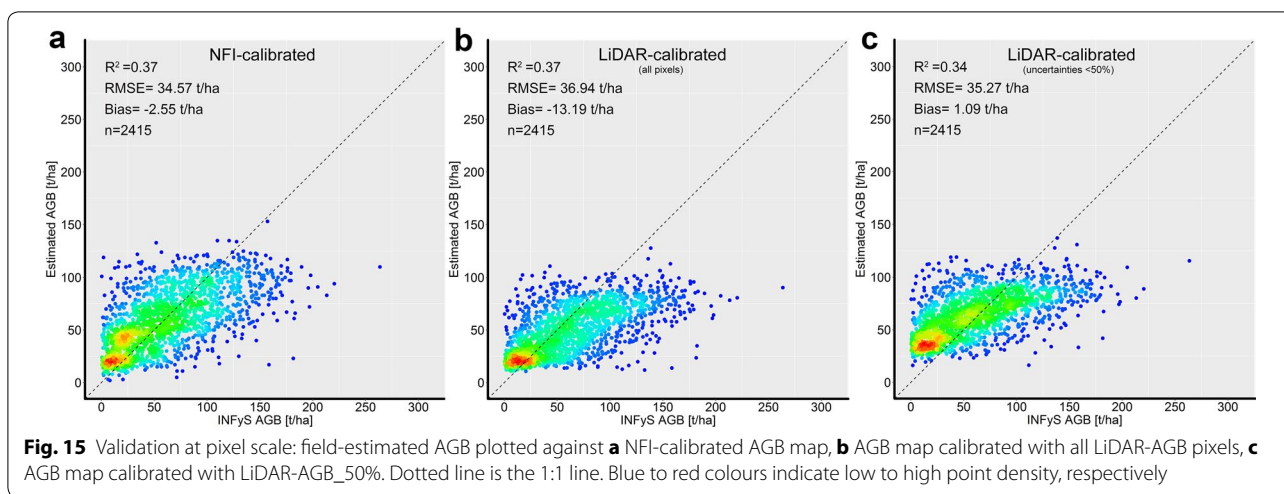 a
NFI-calibrated
R² =0.37
RMSE= 34.57 t/ha
Bias= -2.55 t/ha
n=2415
Estimated AGB [t/ha]
300
250
200
150
100
50
0
0 50 100 150 200 250 300
INFyS AGB [t/ha]
b
LiDAR-calibrated
(all pixels)
R² =0.37
RMSE= 36.94 t/ha
Bias= -13.19 t/ha
n=2415
Estimated AGB [t/ha]
300
250
200
150
100
50
0
0 50 100 150 200 250 300
INFyS AGB [t/ha]
c
LiDAR-calibrated
(uncertainties <50%)
R² =0.34
RMSE= 35.27 t/ha
Bias= 1.09 t/ha
n=2415
Estimated AGB [t/ha]
300
250
200
150
100
50
0
0 50 100 150 200 250 300
INFyS AGB [t/ha]
Fig. 15 Validation at pixel scale: field-estimated AGB plotted against a NFI-calibrated AGB map, b AGB map calibrated with all LiDAR-AGB pixels, c
AGB map calibrated with LiDAR-AGB_50%. Dotted line is the 1:1 line. Blue to red colours indicate low to high point density, respectively